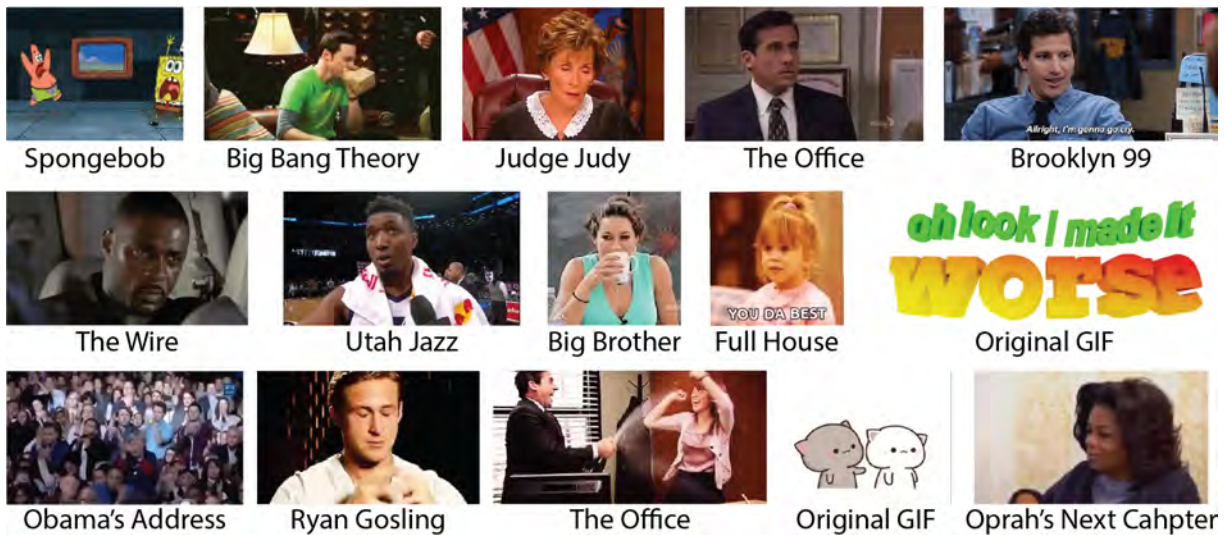 Allright, I'm gonna go cry.
Spongebob
Big Bang Theory
Judge Judy
The Office
Brooklyn 99
oh look I made it
worse
YOU DA BEST
The Wire
Utah Jazz
Big Brother
Full House
Original GIF
Obama's Address
Ryan Gosling
The Office
Original GIF
Oprah's Next Cahpter